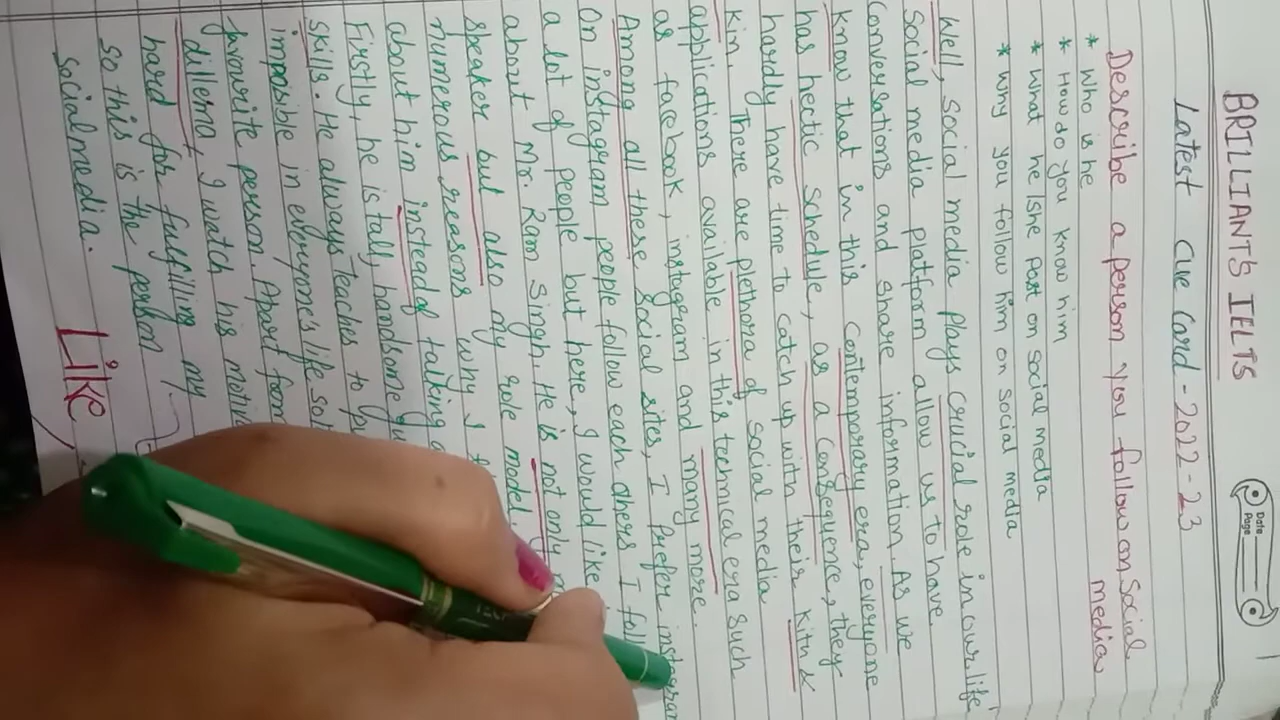 BRILLIANT'S IELTS
Date
Page
Latest Cue Card - 2022 - 23
Describe a person you follow on Social
media
* Who is he
* How do you know him
* What he/she post on social media
* Why you follow him on social media
Well, Social media plays crucial role in our life
Social media platform allow us to have
conversations and share information. As we
know that in this contemporary era, everyone
has hectic schedule, as a consequence, they
hardly have time to catch up with their kith &
kin. There are plethora of social media
applications available in this technical era such
as facebook, instagram and many more.
Among all these social sites, I prefer instagram
On instagram people follow each others I
a lot of people but here, I would like
about Mr. Ram Singh. He is not only
speaker but also my role model.
numerous reasons why I
about him instead of talking
Firstly, he is tall, handsome
skills. He always teaches to
impossible in everyone's life
favourite person. Apart from
dillema, I watch his
hard for fulfilling my
so this is the person
social media.
Like